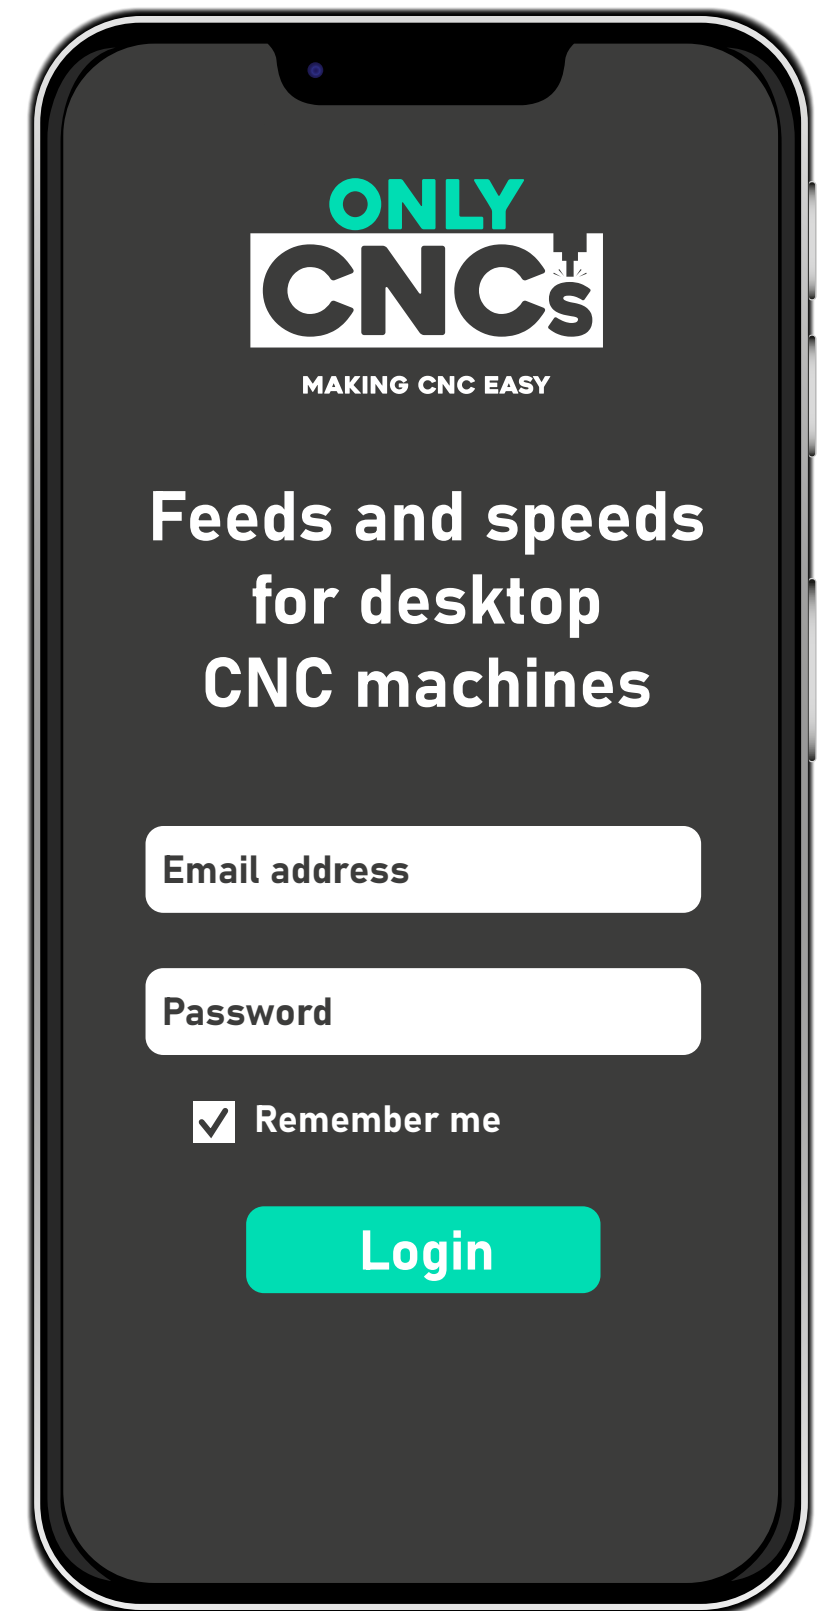 ONLY
CNCs
MAKING CNC EASY
Feeds and speeds
for desktop
CNC machines
Email address
Password
Remember me
Login